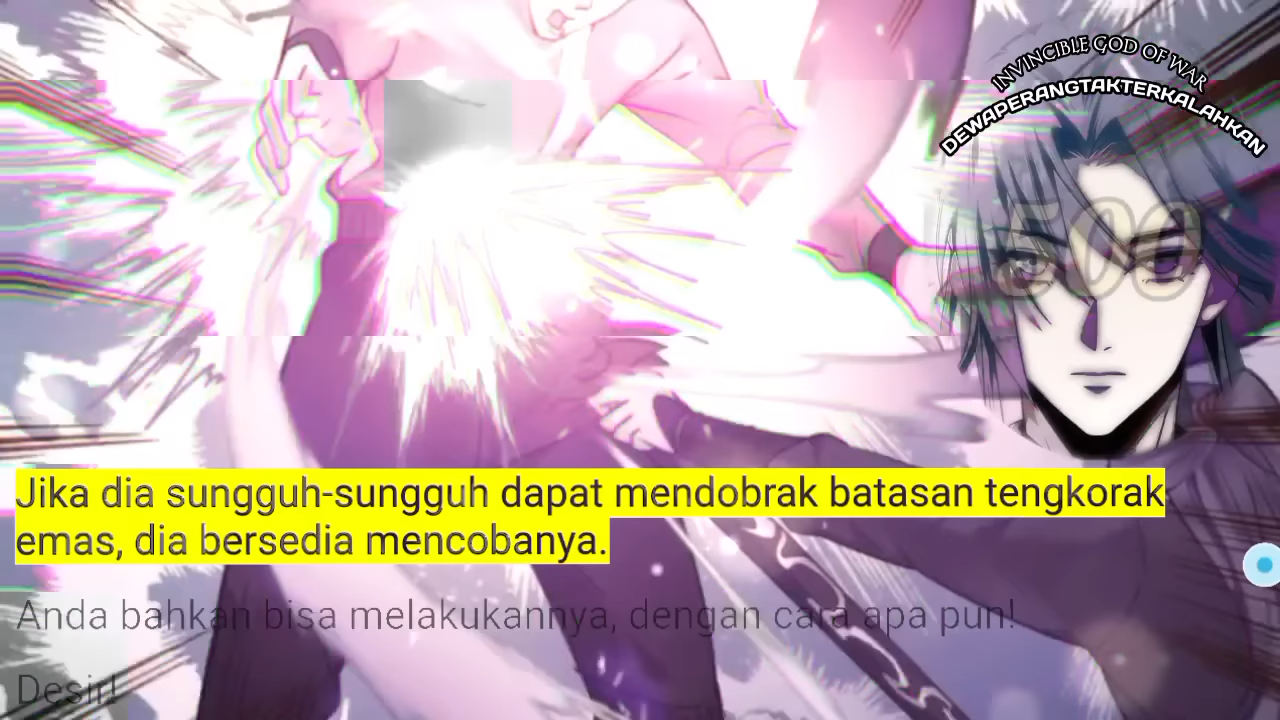 INVINCIBLE GOD OF WAR
DEWAPERANGTAKTERKALAHKAN
500
Jika dia sungguh-sungguh dapat mendobrak batasan tengkorak
emas, dia bersedia mencobanya.
Anda bahkan bisa melakukannya, dengan cara apa pun!
Desir!